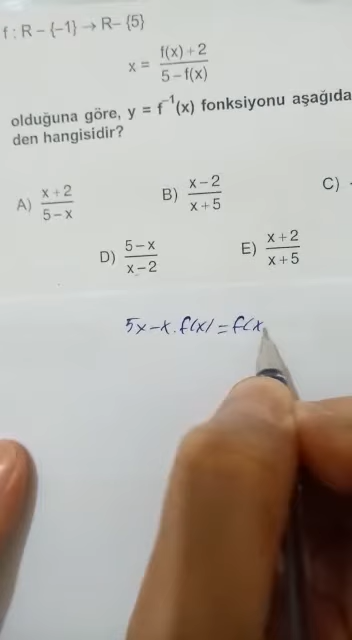 f : R – {–1} → R– {5}
x = f(x) + 2 / 5 – f(x)
olduğuna göre, y = f⁻¹(x) fonksiyonu aşağıda
den hangisidir?
A) x + 2 / 5 – x B) x – 2 / x + 5 C)
D) 5 – x / x – 2 E) x + 2 / x + 5
5x – x . f(x) = f(x